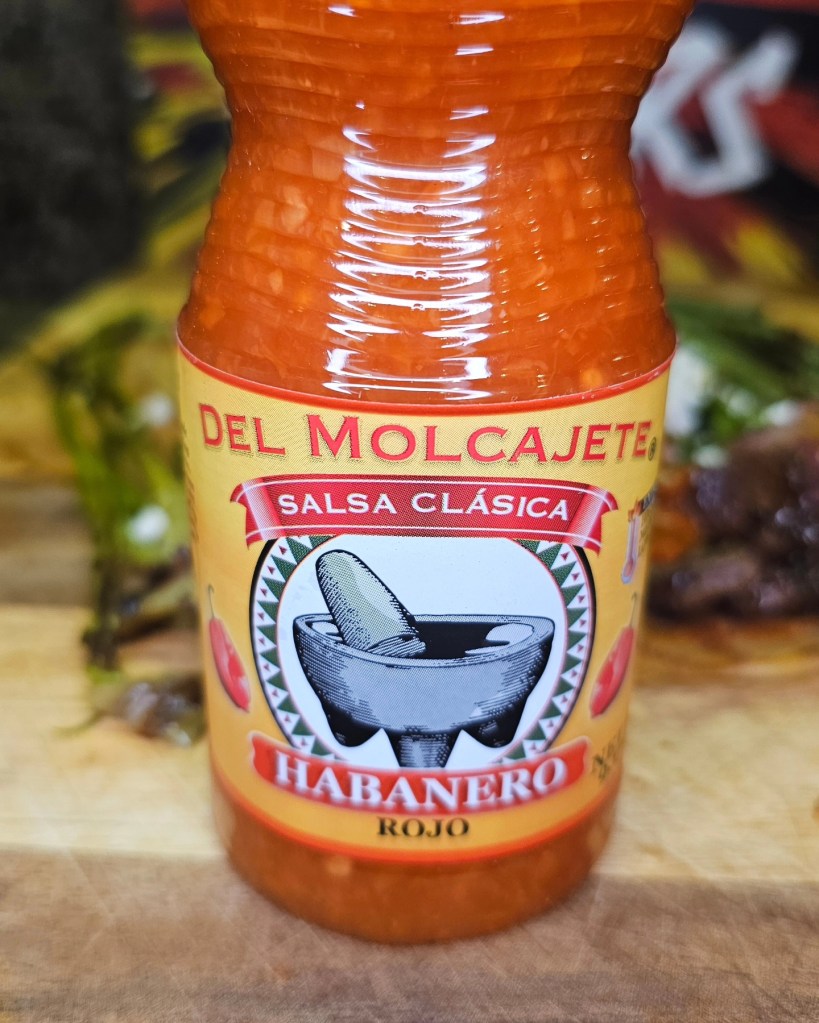 DEL MOLCAJETE®
SALSA CLÁSICA
HABANERO
ROJO